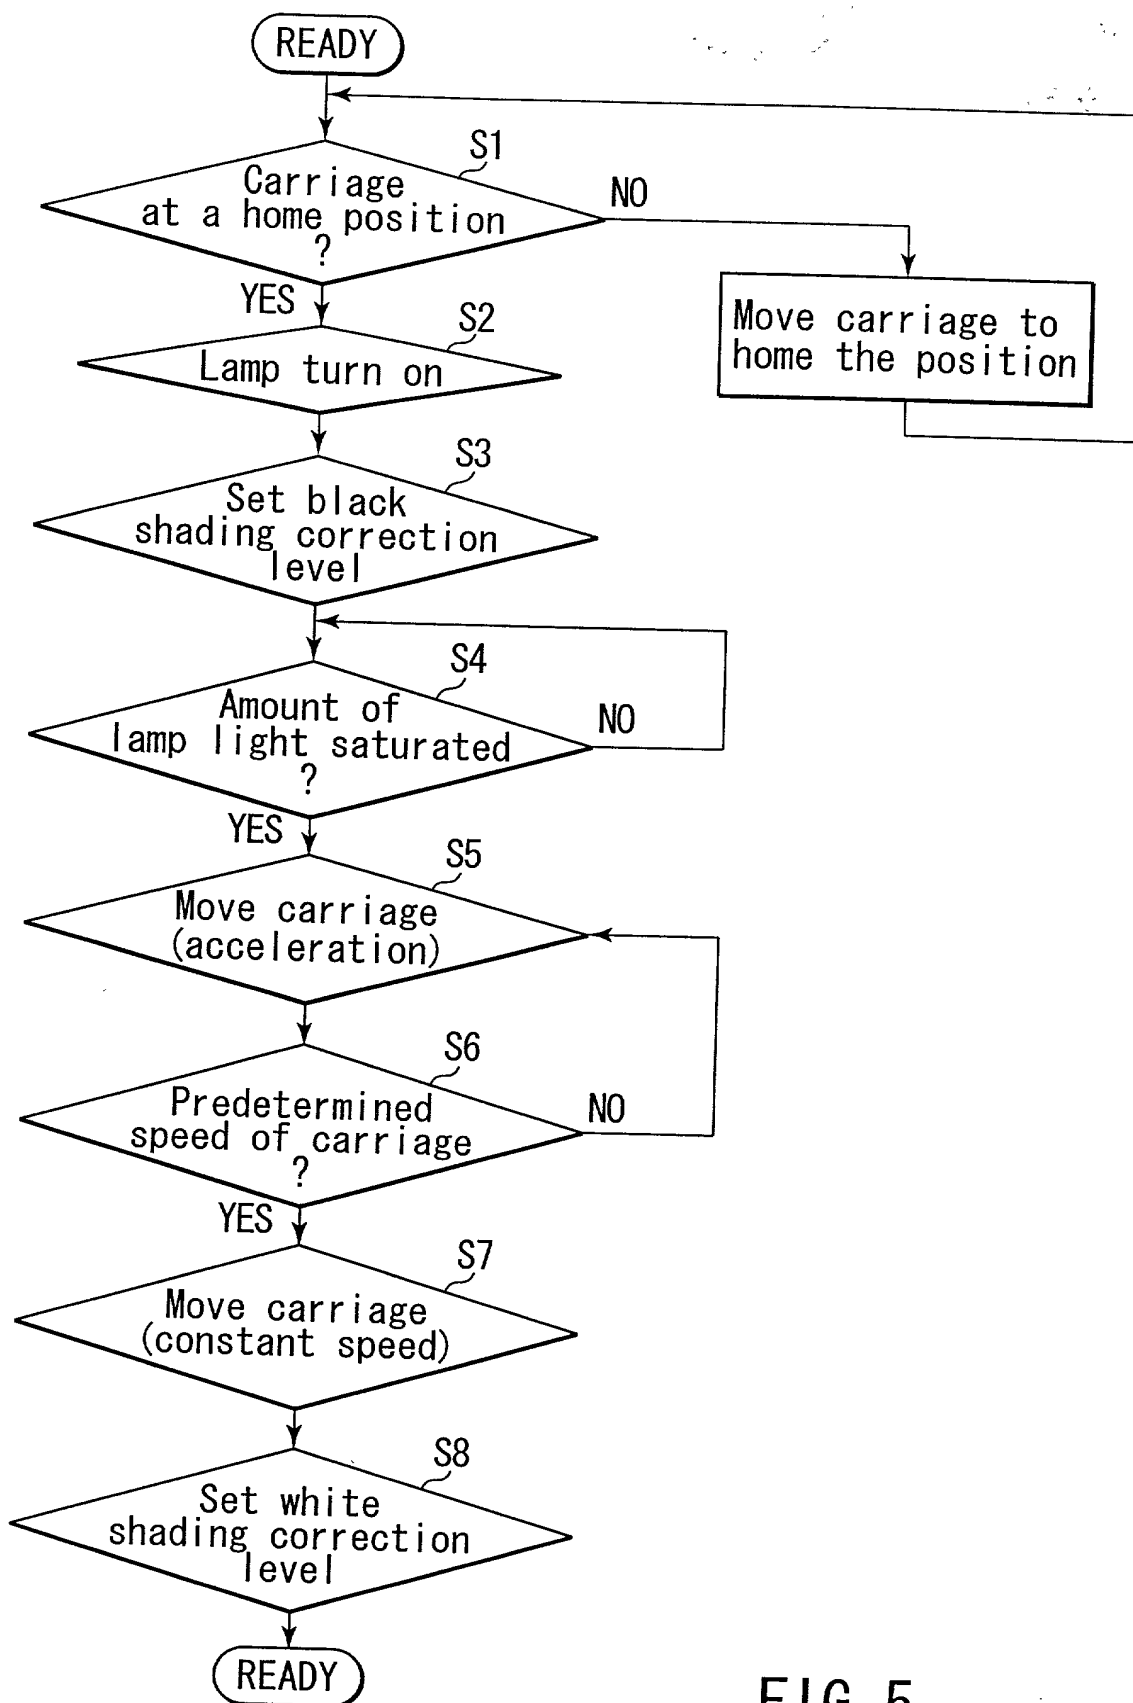 READY
S1
Carriage
at a home position
?
NO
YES
Move carriage to
home the position
S2
Lamp turn on
S3
Set black
shading correction
level
S4
Amount of
lamp light saturated
?
NO
YES
S5
Move carriage
(acceleration)
S6
Predetermined
speed of carriage
?
NO
YES
S7
Move carriage
(constant speed)
S8
Set white
shading correction
level
READY
FIG. 5